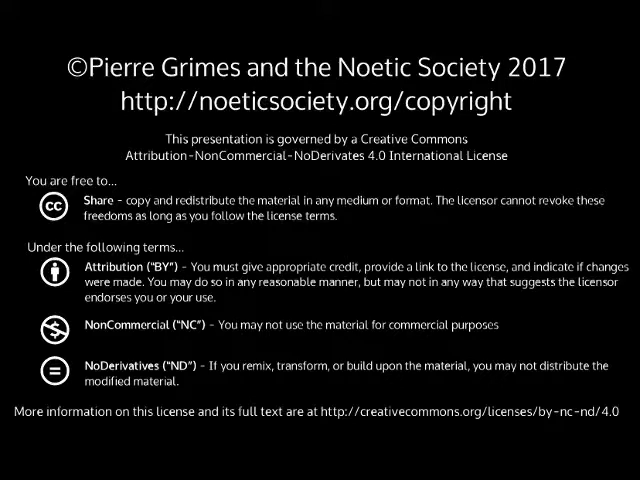 ©Pierre Grimes and the Noetic Society 2017
http://noeticsociety.org/copyright
This presentation is governed by a Creative Commons
Attribution-NonCommercial-NoDerivates 4.0 International License
You are free to...
cc Share - copy and redistribute the material in any medium or format. The licensor cannot revoke these
freedoms as long as you follow the license terms.
Under the following terms...
Attribution ("BY") - You must give appropriate credit, provide a link to the license, and indicate if changes
were made. You may do so in any reasonable manner, but may not in any way that suggests the licensor
endorses you or your use.
NonCommercial ("NC") - You may not use the material for commercial purposes
NoDerivatives ("ND") - If you remix, transform, or build upon the material, you may not distribute the
modified material.
More information on this license and its full text are at http://creativecommons.org/licenses/by-nc-nd/4.0